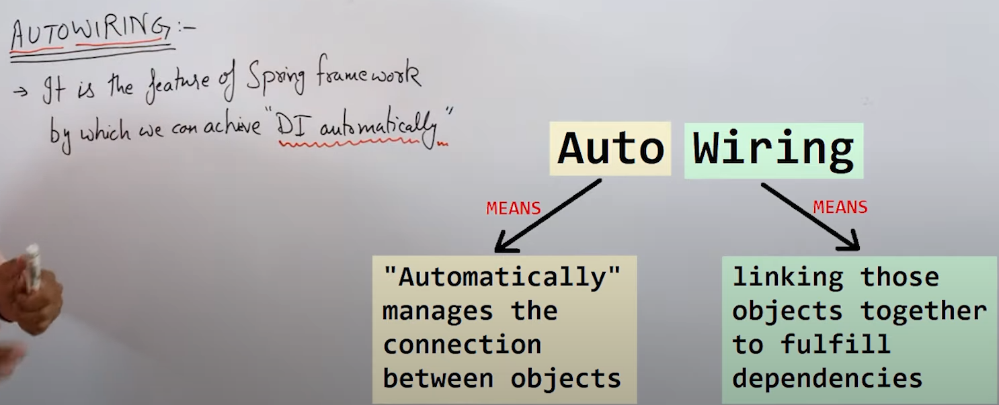 AUTOWIRING:-
→ It is the feature of Spring framework
by which we can achive "DI automatically"
Auto Wiring
MEANS
MEANS
"Automatically"
manages the
connection
between objects
linking those
objects together
to fulfill
dependencies